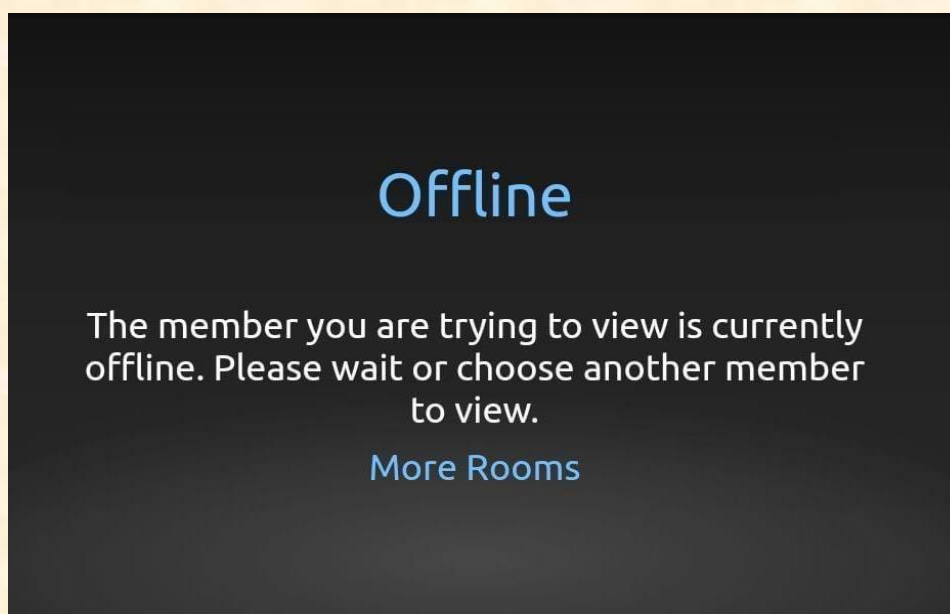 Offline
The member you are trying to view is currently
offline. Please wait or choose another member
to view.
More Rooms